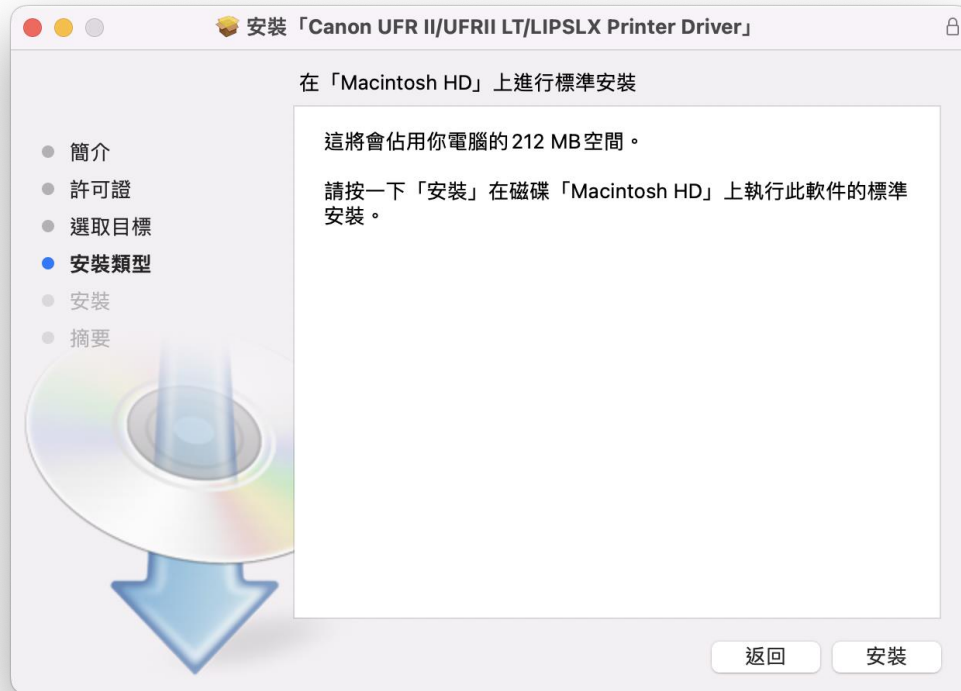 安裝「Canon UFR II/UFRII LT/LIPSLX Printer Driver」
在「Macintosh HD」上進行標準安裝
簡介
許可證
選取目標
安裝類型
安裝
摘要
這將會佔用你電腦的 212 MB 空間。
請按一下「安裝」在磁碟「Macintosh HD」上執行此軟件的標準
安裝。
返回
安裝